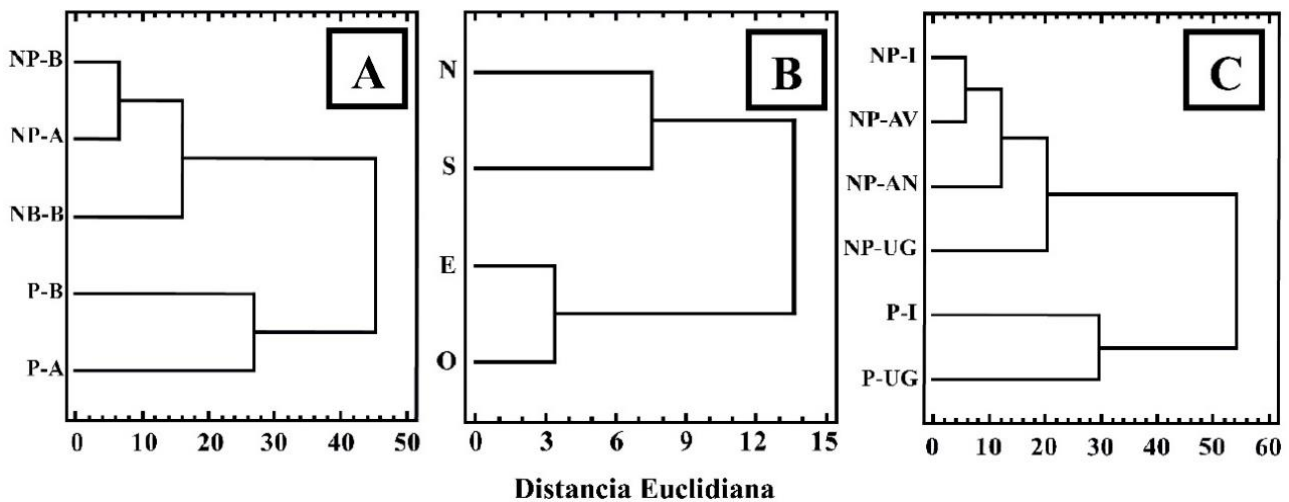 A
NP-B
NP-A
NB-B
P-B
P-A
0 10 20 30 40 50
B
N
S
E
O
0 3 6 9 12 15
C
NP-I
NP-AV
NP-AN
NP-UG
P-I
P-UG
0 10 20 30 40 50 60
Distancia Euclidiana